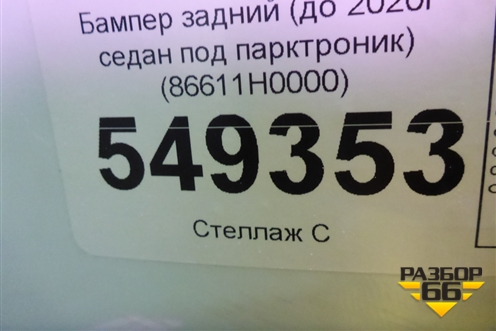 Бампер задний (до 2020г
седан под парктроник)
(86611H0000)
549353
Стеллаж С
РАЗБОР
66